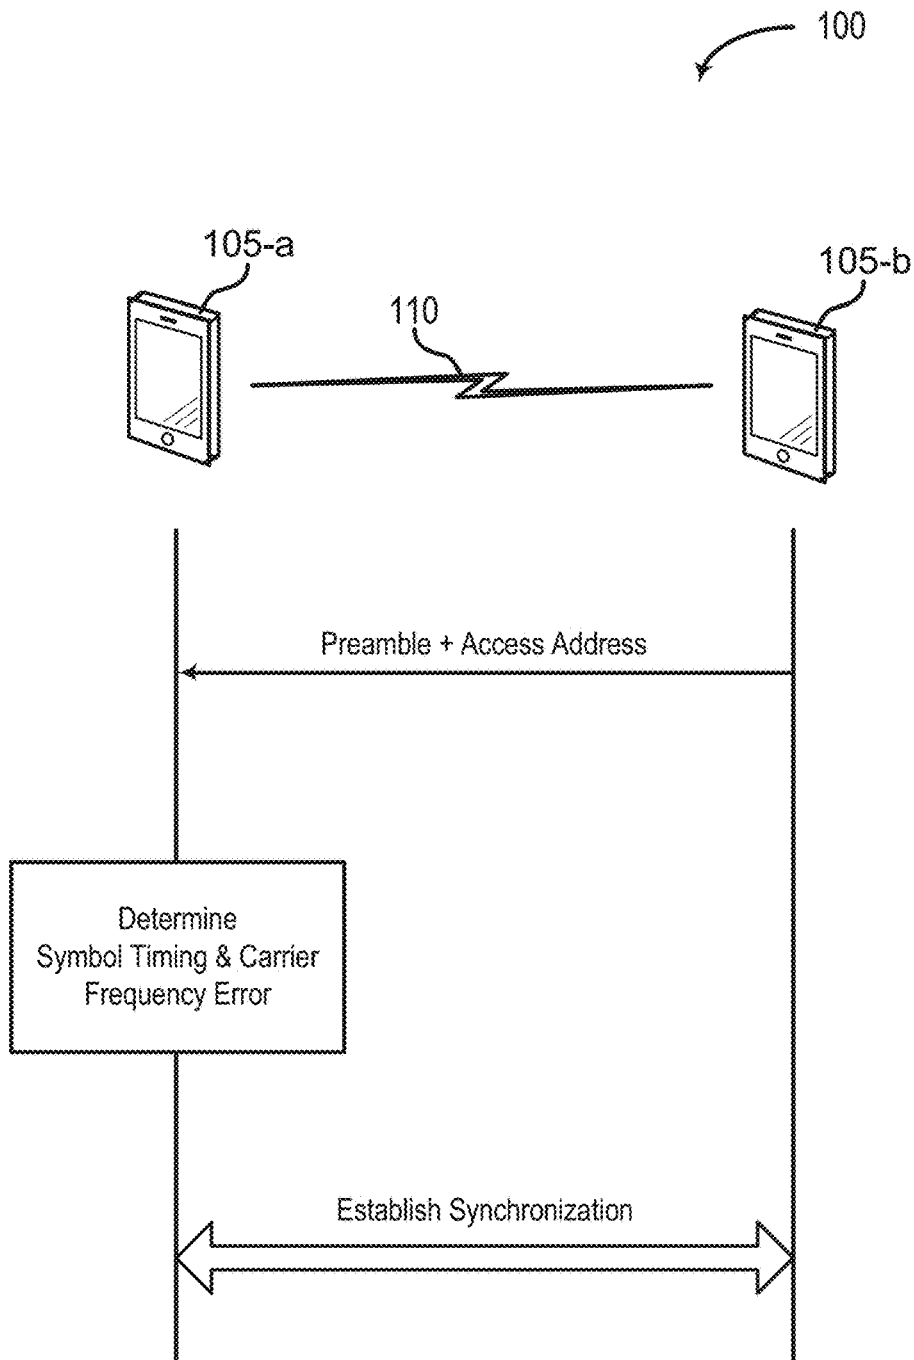 100
105-a
105-b
110
Preamble + Access Address
Determine
Symbol Timing & Carrier
Frequency Error
Establish Synchronization